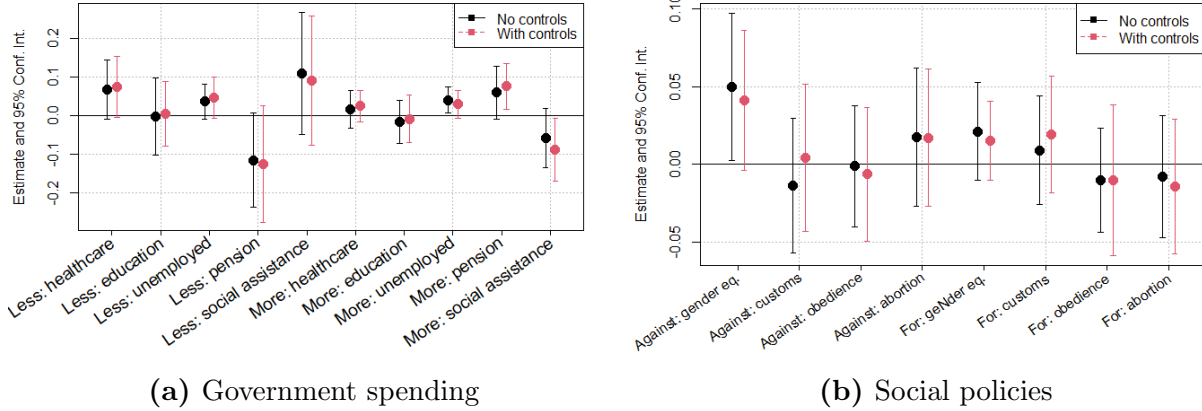 Estimate and 95% Conf. Int.
0.2
0.1
0.0
-0.1
-0.2
No controls
With controls
Less: healthcare
Less: education
Less: unemployed
Less: pension
Less: social assistance
More: healthcare
More: education
More: unemployed
More: pension
More: social assistance
(a) Government spending
Estimate and 95% Conf. Int.
0.10
0.05
0.00
-0.05
No controls
With controls
Against: gender eq.
Against: customs
Against: obedience
Against: abortion
For: geNder eq.
For: customs
For: obedience
For: abortion
(b) Social policies